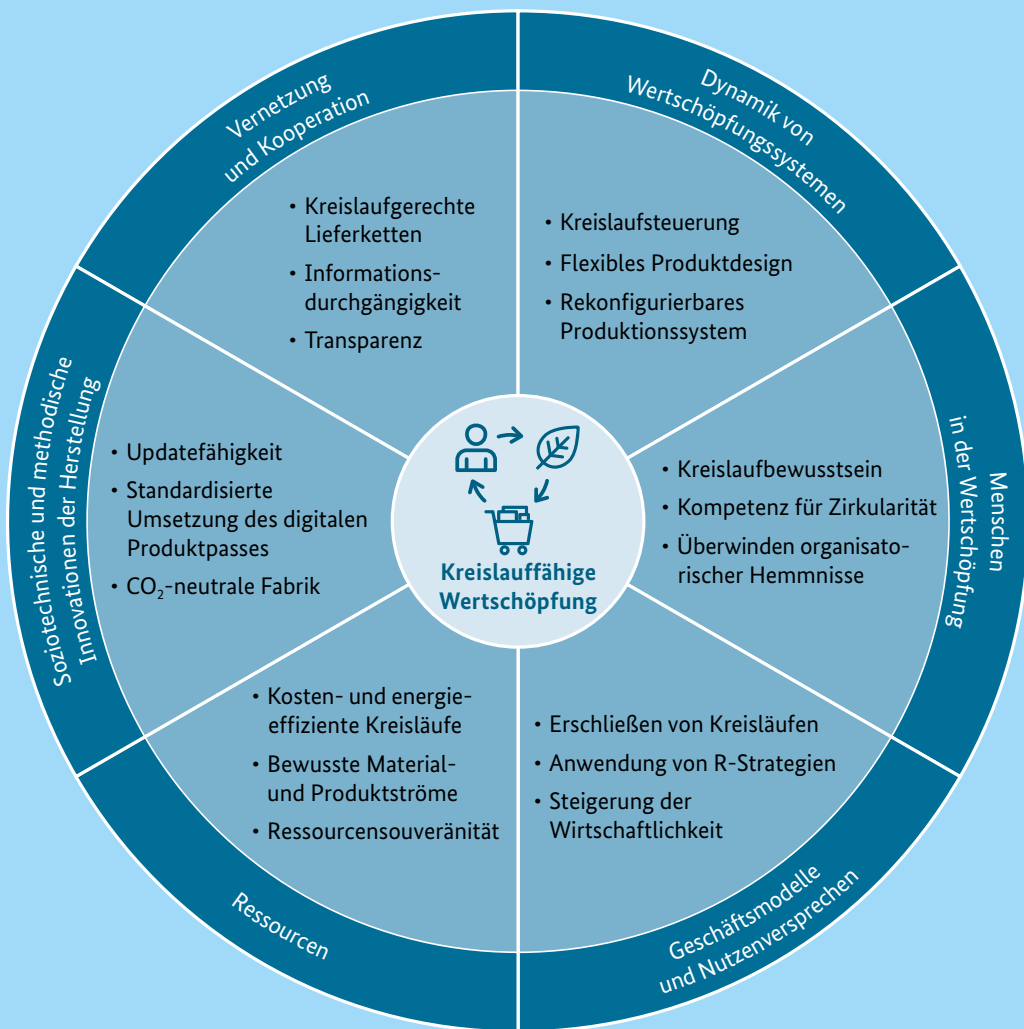 Vernetzung
und Kooperation
• Kreislaufgerechte
Lieferketten
• Informations-
durchgängigkeit
• Transparenz
Dynamik von
Wertschöpfungssystemen
• Kreislaufsteuerung
• Flexibles Produktdesign
• Rekonfigurierbares
Produktionssystem
Menschen
in der Wertschöpfung
• Kreislaufbewusstsein
• Kompetenz für Zirkularität
• Überwinden organisato-
rischer Hemmnisse
Geschäftsmodelle
und Nutzenversprechen
• Erschließen von Kreisläufen
• Anwendung von R-Strategien
• Steigerung der
Wirtschaftlichkeit
Ressourcen
• Kosten- und energie-
effiziente Kreisläufe
• Bewusste Material-
und Produktströme
• Ressourcensouveränität
Soziotechnische und methodische
Innovationen der Herstellung
• Updatefähigkeit
• Standardisierte
Umsetzung des digitalen
Produktpasses
• CO₂-neutrale Fabrik
Kreislauffähige
Wertschöpfung